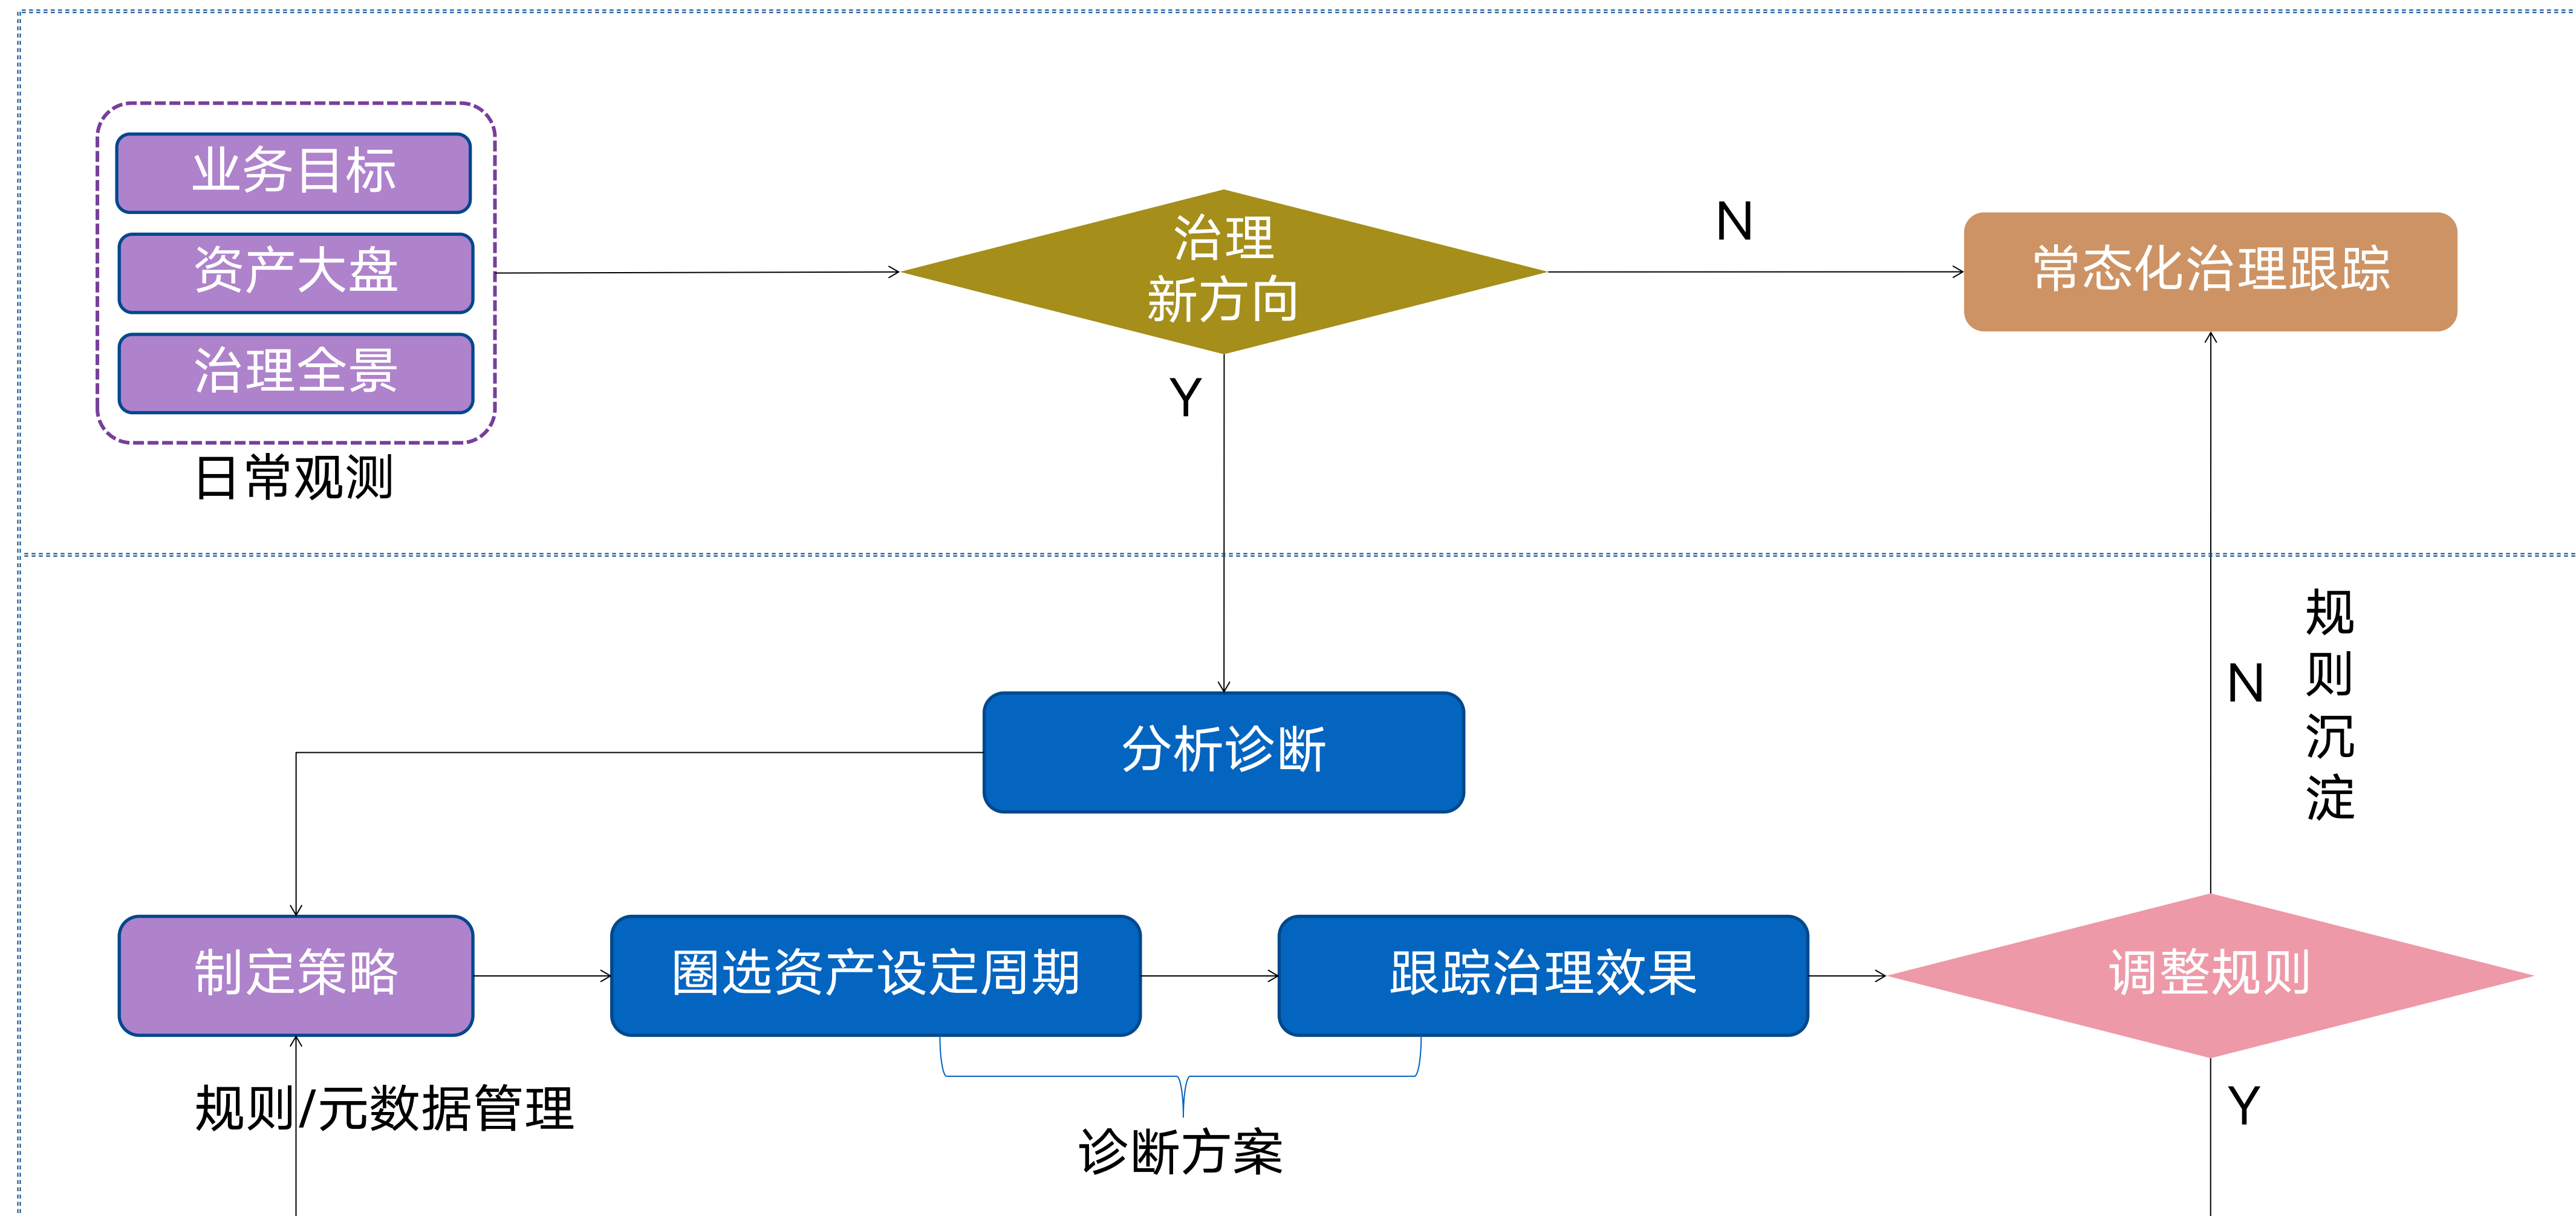 业务目标
资产大盘
治理全景
日常观测
治理
新方向
N
常态化治理跟踪
Y
分析诊断
N
规
则
沉
淀
制定策略
圈选资产设定周期
跟踪治理效果
调整规则
规则/元数据管理
诊断方案
Y